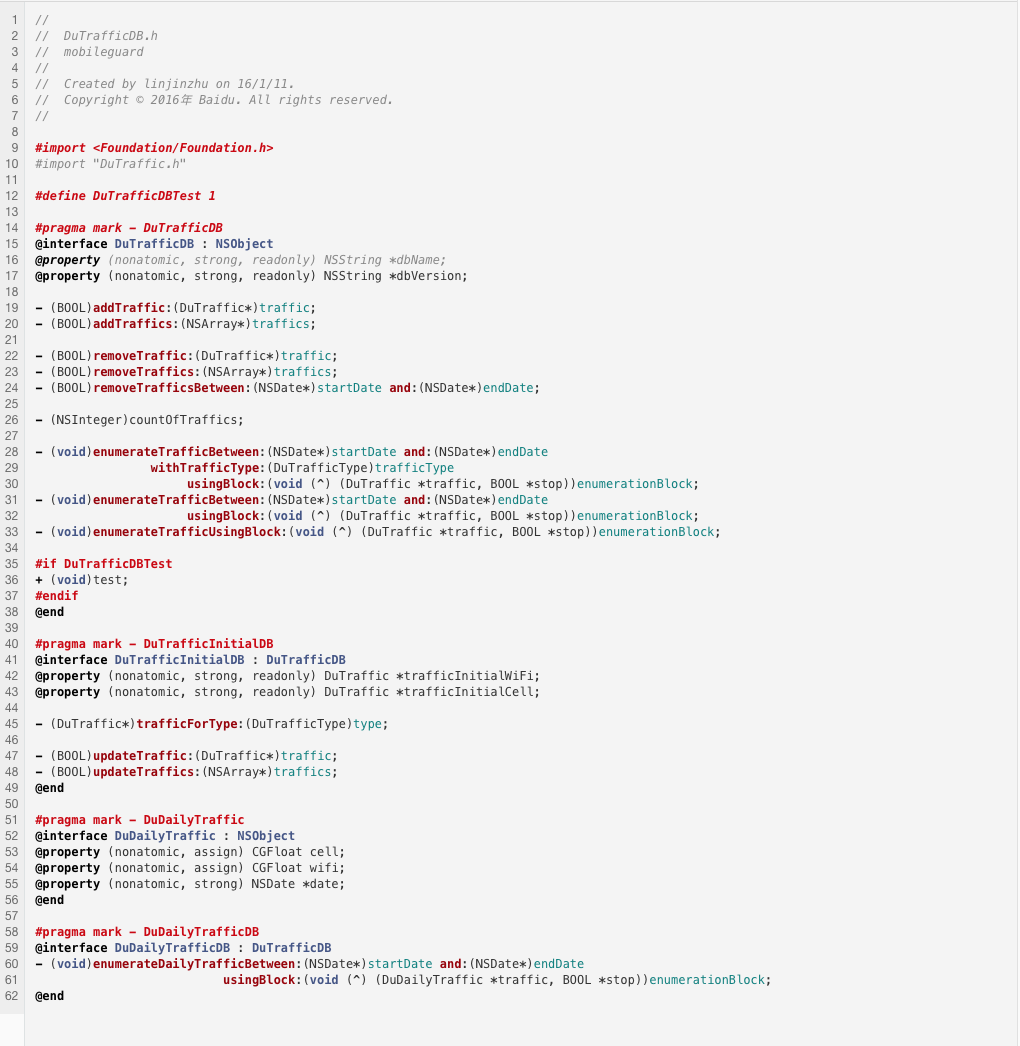 1 //
2 //  DuTrafficDB.h
3 //  mobileguard
4 //
5 //  Created by linjinzhu on 16/1/11.
6 //  Copyright © 2016年 Baidu. All rights reserved.
7 //
8
9 #import <Foundation/Foundation.h>
10 #import "DuTraffic.h"
11
12 #define DuTrafficDBTest 1
13
14 #pragma mark - DuTrafficDB
15 @interface DuTrafficDB : NSObject
16 @property (nonatomic, strong, readonly) NSString *dbName;
17 @property (nonatomic, strong, readonly) NSString *dbVersion;
18
19 - (BOOL)addTraffic:(DuTraffic*)traffic;
20 - (BOOL)addTraffics:(NSArray*)traffics;
21
22 - (BOOL)removeTraffic:(DuTraffic*)traffic;
23 - (BOOL)removeTraffics:(NSArray*)traffics;
24 - (BOOL)removeTrafficsBetween:(NSDate*)startDate and:(NSDate*)endDate;
25
26 - (NSInteger)countOfTraffics;
27
28 - (void)enumerateTrafficBetween:(NSDate*)startDate and:(NSDate*)endDate
29                 withTrafficType:(DuTrafficType)trafficType
30                      usingBlock:(void (^) (DuTraffic *traffic, BOOL *stop))enumerationBlock;
31 - (void)enumerateTrafficBetween:(NSDate*)startDate and:(NSDate*)endDate
32                      usingBlock:(void (^) (DuTraffic *traffic, BOOL *stop))enumerationBlock;
33 - (void)enumerateTrafficUsingBlock:(void (^) (DuTraffic *traffic, BOOL *stop))enumerationBlock;
34
35 #if DuTrafficDBTest
36 + (void)test;
37 #endif
38 @end
39
40 #pragma mark - DuTrafficInitialDB
41 @interface DuTrafficInitialDB : DuTrafficDB
42 @property (nonatomic, strong, readonly) DuTraffic *trafficInitialWiFi;
43 @property (nonatomic, strong, readonly) DuTraffic *trafficInitialCell;
44
45 - (DuTraffic*)trafficForType:(DuTrafficType)type;
46
47 - (BOOL)updateTraffic:(DuTraffic*)traffic;
48 - (BOOL)updateTraffics:(NSArray*)traffics;
49 @end
50
51 #pragma mark - DuDailyTraffic
52 @interface DuDailyTraffic : NSObject
53 @property (nonatomic, assign) CGFloat cell;
54 @property (nonatomic, assign) CGFloat wifi;
55 @property (nonatomic, strong) NSDate *date;
56 @end
57
58 #pragma mark - DuDailyTrafficDB
59 @interface DuDailyTrafficDB : DuTrafficDB
60 - (void)enumerateDailyTrafficBetween:(NSDate*)startDate and:(NSDate*)endDate
61                           usingBlock:(void (^) (DuDailyTraffic *traffic, BOOL *stop))enumerationBlock;
62 @end